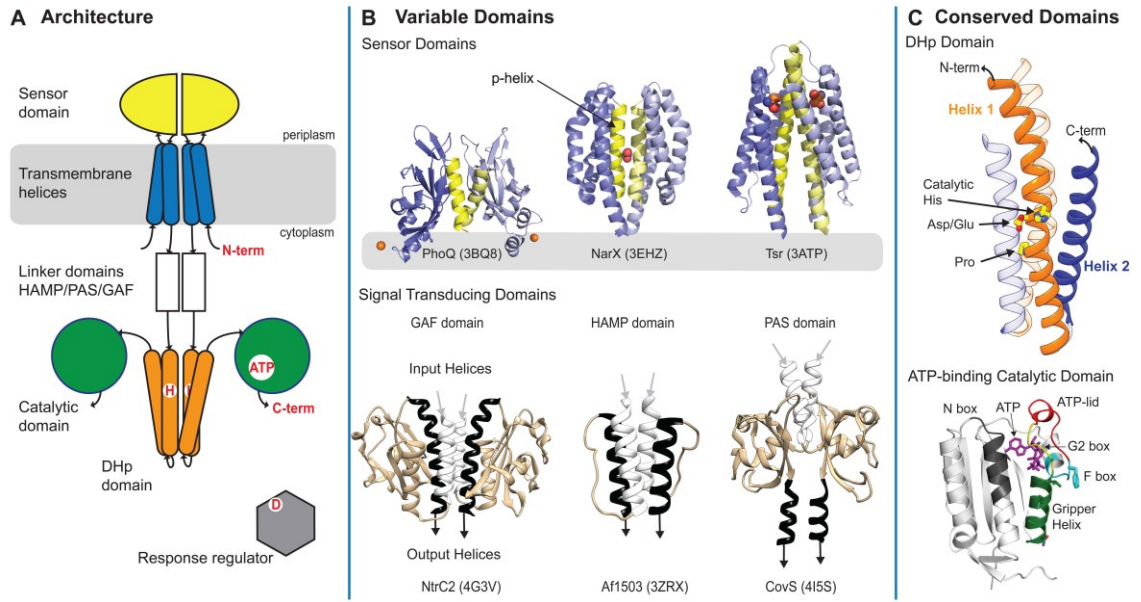 A Architecture
Sensor
domain
periplasm
Transmembrane
helices
cytoplasm
N-term
Linker domains
HAMP/PAS/GAF
ATP
H
Catalytic
domain
C-term
DHp
domain
D
Response regulator
B Variable Domains
Sensor Domains
p-helix
PhoQ (3BQ8)
NarX (3EHZ)
Tsr (3ATP)
Signal Transducing Domains
GAF domain
HAMP domain
PAS domain
Input Helices
Output Helices
NtrC2 (4G3V)
Af1503 (3ZRX)
CovS (4I5S)
C Conserved Domains
DHp Domain
N-term
Helix 1
C-term
Catalytic
His
Asp/Glu
Pro
Helix 2
ATP-binding Catalytic Domain
N box
ATP
ATP-lid
G2 box
F box
Gripper
Helix